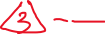 3 - —